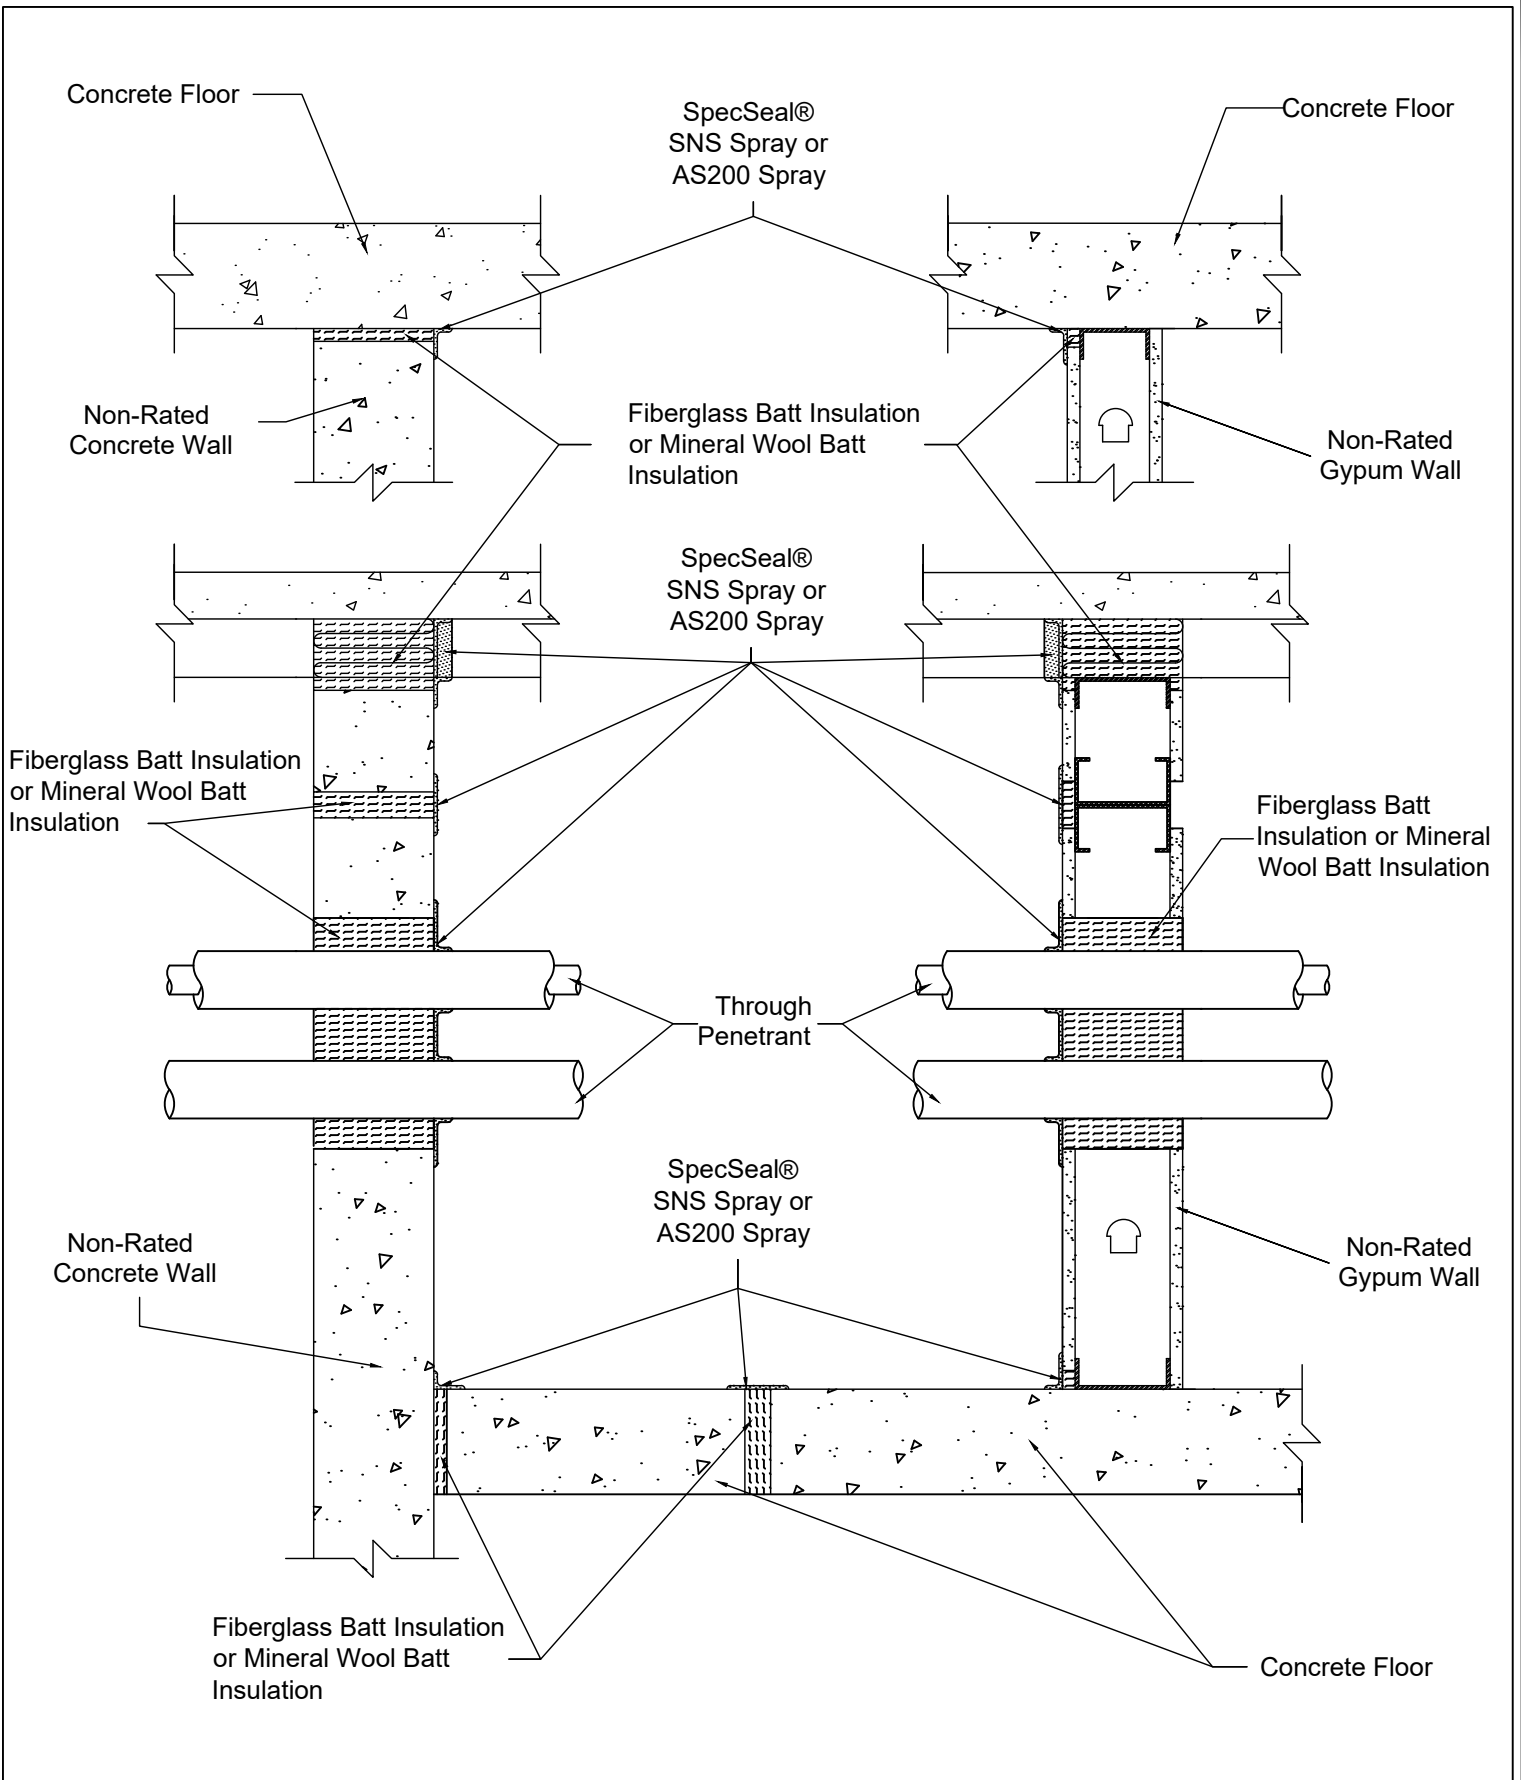 Concrete Floor
SpecSeal®
SNS Spray or
AS200 Spray
Concrete Floor
Non-Rated
Concrete Wall
Fiberglass Batt Insulation
or Mineral Wool Batt
Insulation
Non-Rated
Gypum Wall
SpecSeal®
SNS Spray or
AS200 Spray
Fiberglass Batt Insulation
or Mineral Wool Batt
Insulation
Fiberglass Batt
Insulation or Mineral
Wool Batt Insulation
Through
Penetrant
SpecSeal®
SNS Spray or
AS200 Spray
Non-Rated
Concrete Wall
Non-Rated
Gypum Wall
Fiberglass Batt Insulation
or Mineral Wool Batt
Insulation
Concrete Floor